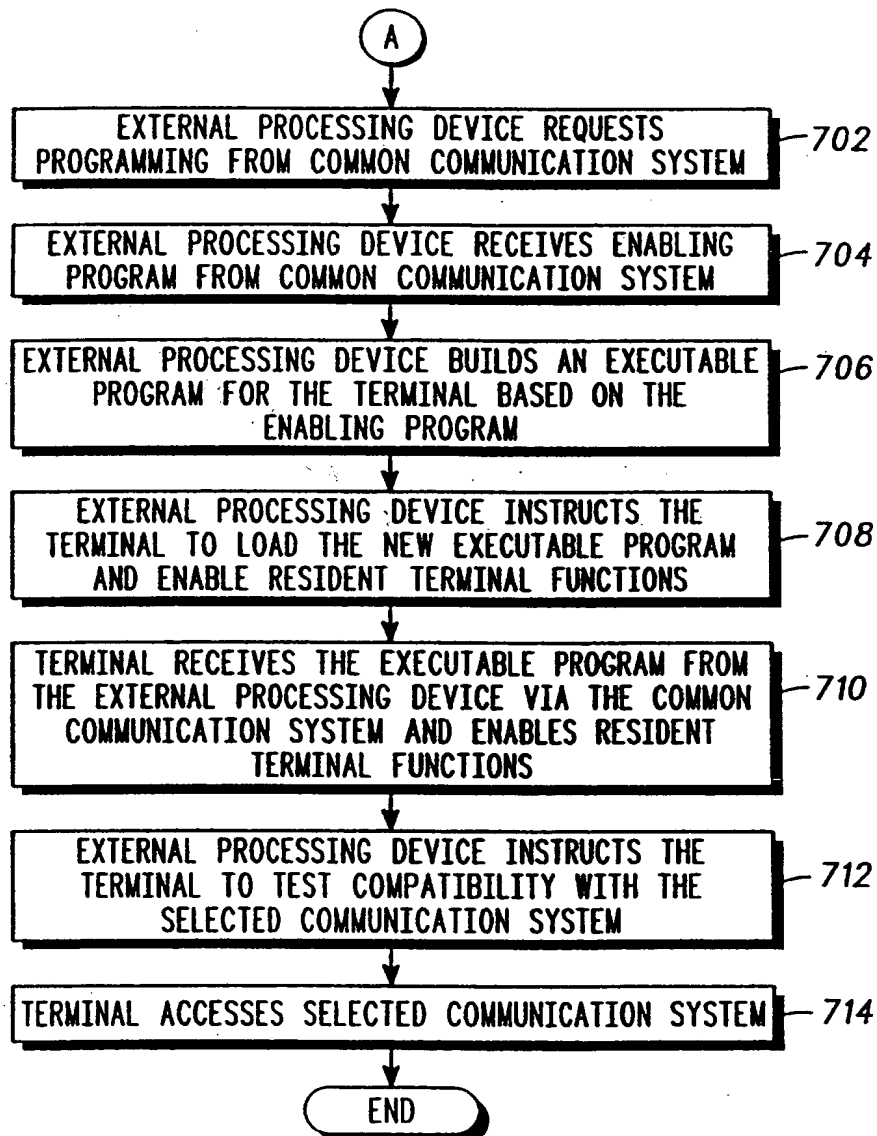 A
EXTERNAL PROCESSING DEVICE REQUESTS
PROGRAMMING FROM COMMON COMMUNICATION SYSTEM
702
EXTERNAL PROCESSING DEVICE RECEIVES ENABLING
PROGRAM FROM COMMON COMMUNICATION SYSTEM
704
EXTERNAL PROCESSING DEVICE BUILDS AN EXECUTABLE
PROGRAM FOR THE TERMINAL BASED ON THE
ENABLING PROGRAM
706
EXTERNAL PROCESSING DEVICE INSTRUCTS THE
TERMINAL TO LOAD THE NEW EXECUTABLE PROGRAM
AND ENABLE RESIDENT TERMINAL FUNCTIONS
708
TERMINAL RECEIVES THE EXECUTABLE PROGRAM FROM
THE EXTERNAL PROCESSING DEVICE VIA THE COMMON
COMMUNICATION SYSTEM AND ENABLES RESIDENT
TERMINAL FUNCTIONS
710
EXTERNAL PROCESSING DEVICE INSTRUCTS THE
TERMINAL TO TEST COMPATIBILITY WITH THE
SELECTED COMMUNICATION SYSTEM
712
TERMINAL ACCESSES SELECTED COMMUNICATION SYSTEM
714
END